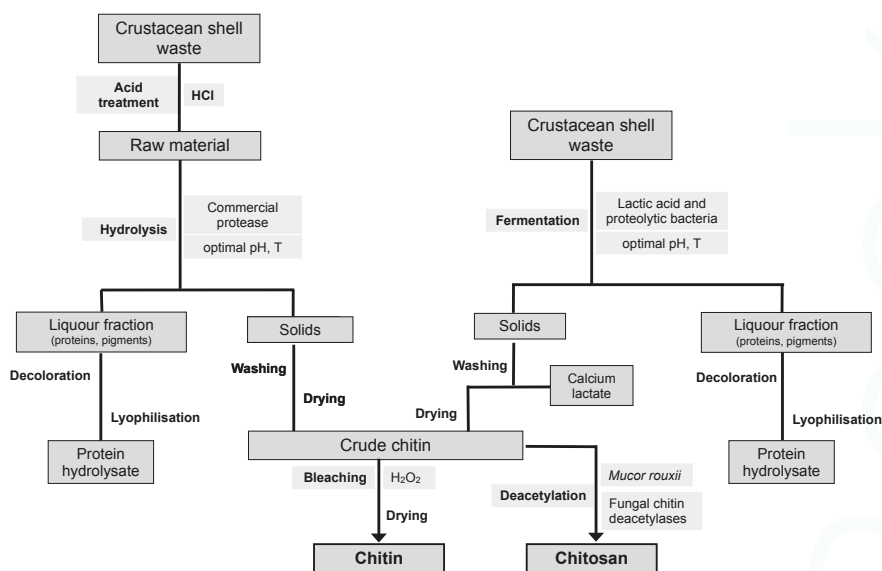 Crustacean shell
waste
Acid
treatment
HCl
Raw material
Hydrolysis
Commercial
protease
optimal pH, T
Liquour fraction
(proteins, pigments)
Solids
Decoloration
Washing
Lyophilisation
Drying
Protein
hydrolysate
Crustacean shell
waste
Fermentation
Lactic acid and
proteolytic bacteria
optimal pH, T
Solids
Liquour fraction
(proteins, pigments)
Washing
Calcium
lactate
Drying
Decoloration
Lyophilisation
Protein
hydrolysate
Crude chitin
Bleaching
H₂O₂
Drying
Chitin
Deacetylation
Mucor rouxii
Fungal chitin
deacetylases
Chitosan